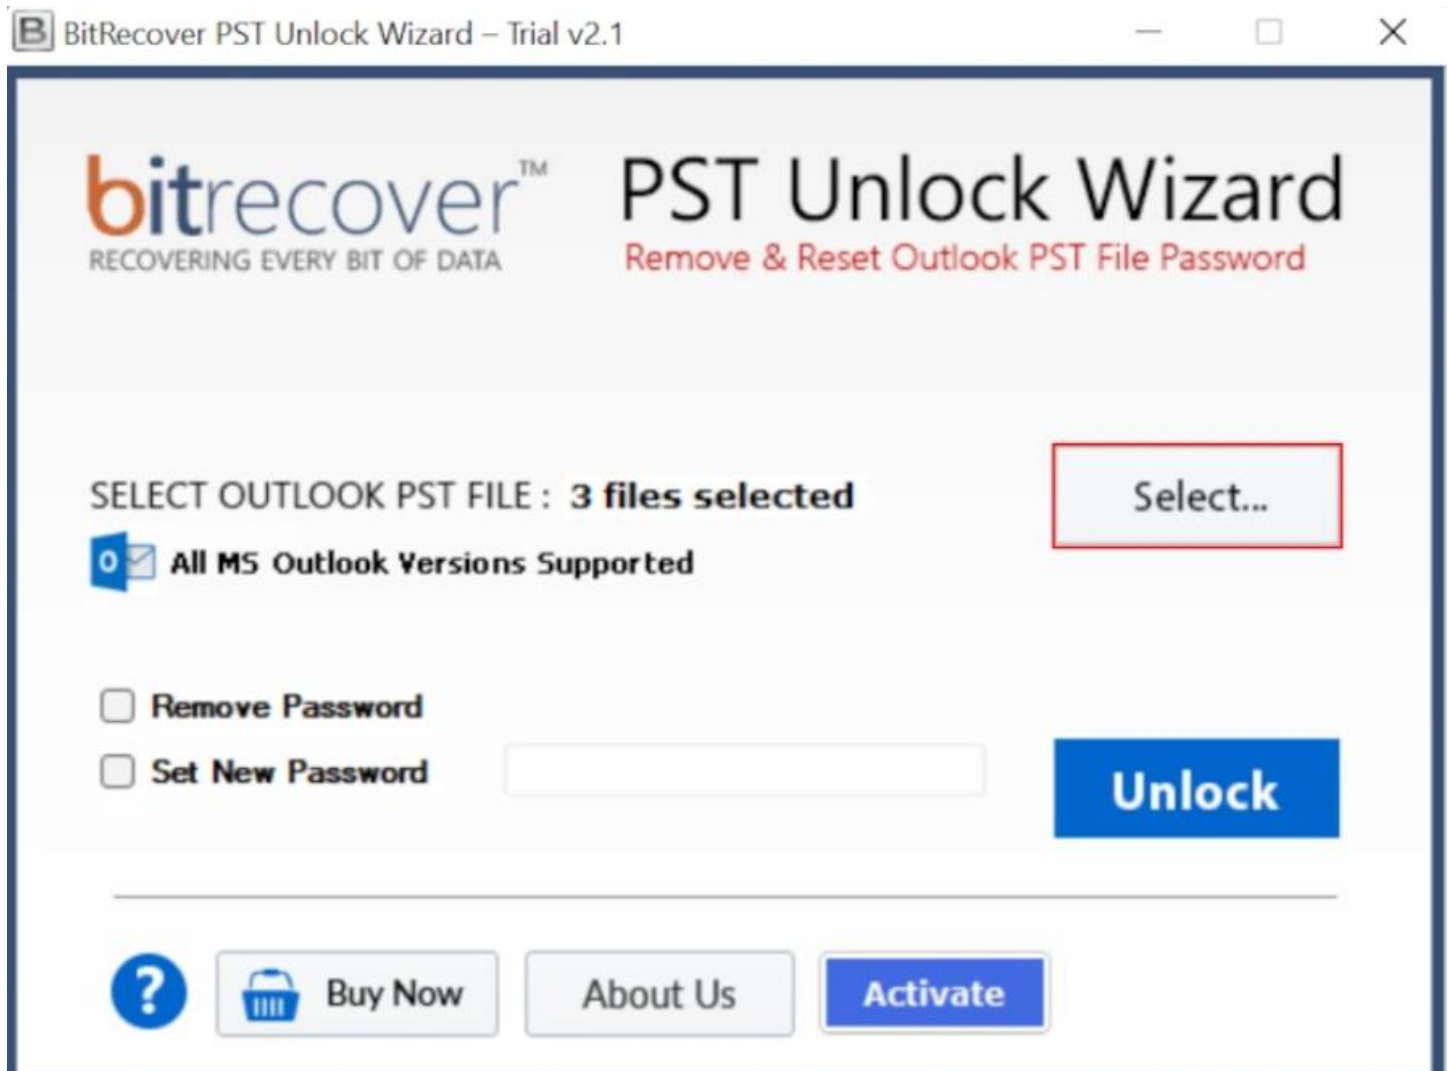 B BitRecover PST Unlock Wizard – Trial v2.1
bitrecover™ PST Unlock Wizard
RECOVERING EVERY BIT OF DATA Remove & Reset Outlook PST File Password
SELECT OUTLOOK PST FILE : 3 files selected Select...
O All MS Outlook Versions Supported
Remove Password
Set New Password
Unlock
? Buy Now About Us Activate